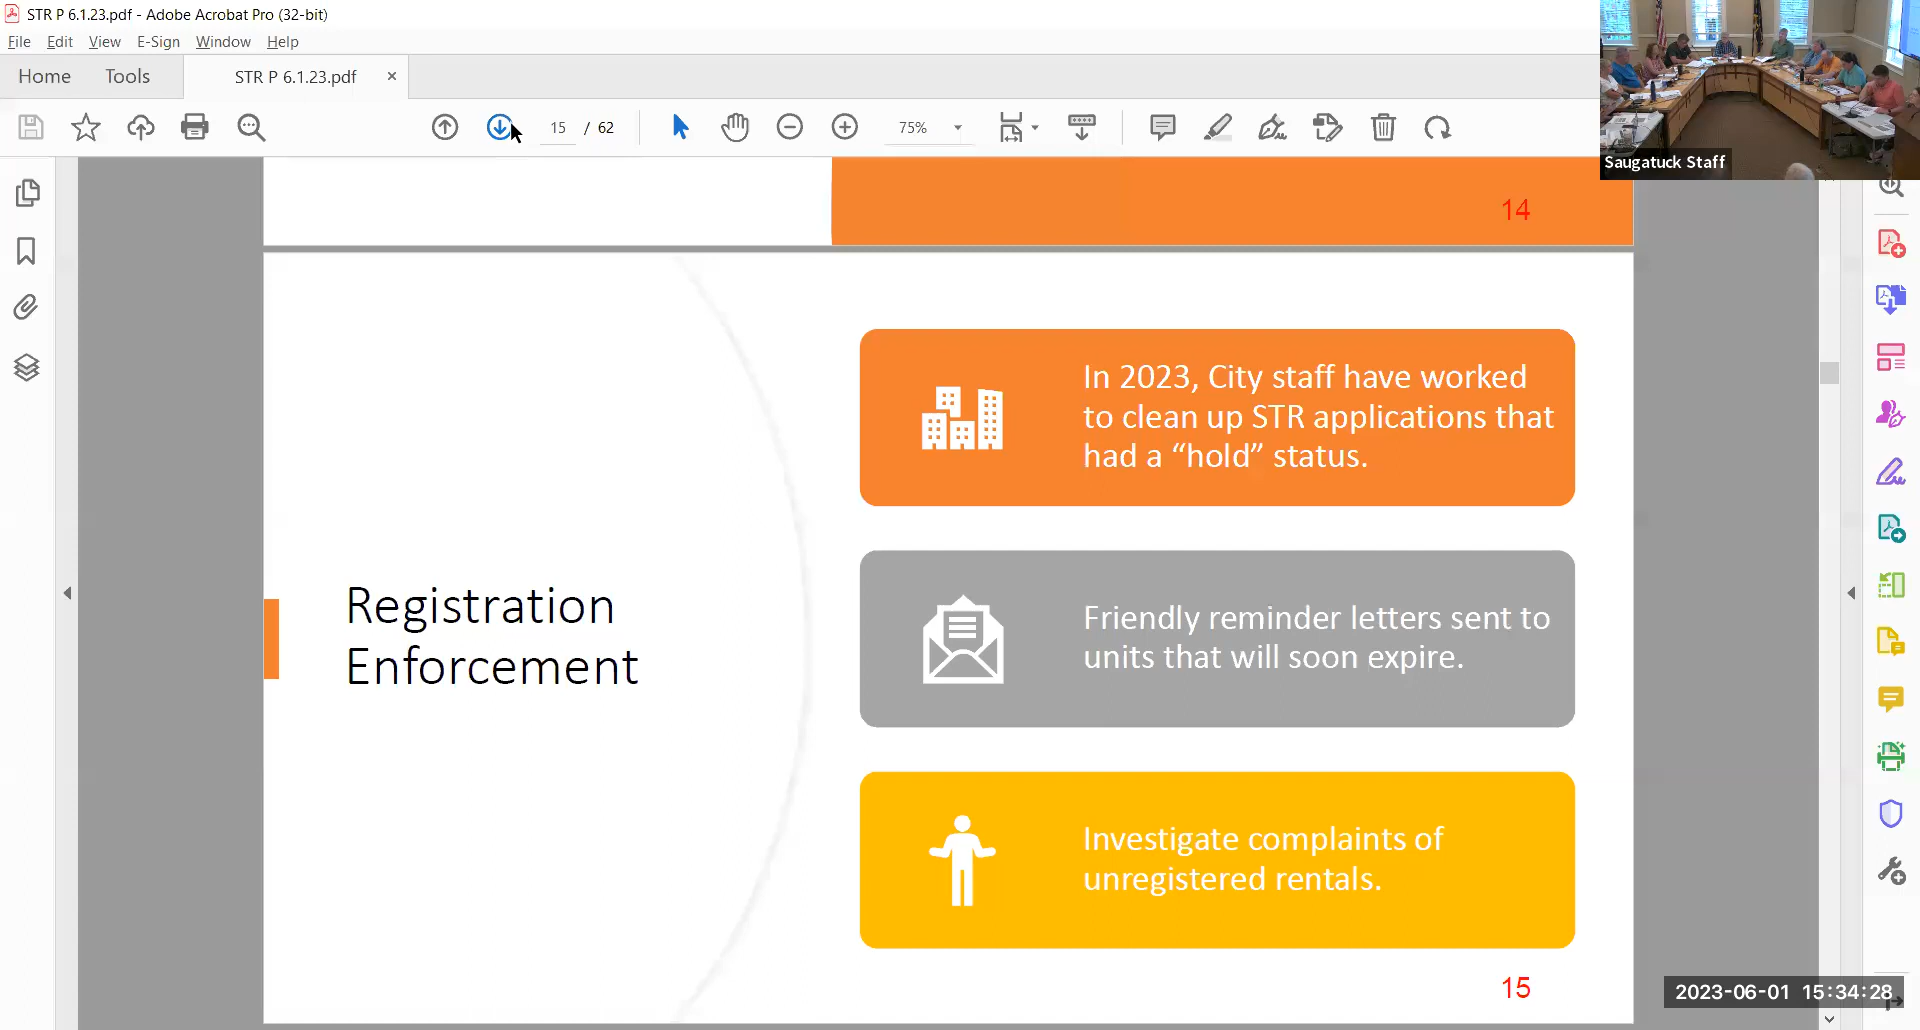 STR P 6.1.23.pdf - Adobe Acrobat Pro (32-bit)
File Edit View E-Sign Window Help
Home Tools STR P 6.1.23.pdf ×
15 / 62 75%
Saugatuck Staff
14
Registration
Enforcement
In 2023, City staff have worked
to clean up STR applications that
had a “hold” status.
Friendly reminder letters sent to
units that will soon expire.
Investigate complaints of
unregistered rentals.
15
2023-06-01 15:34:28